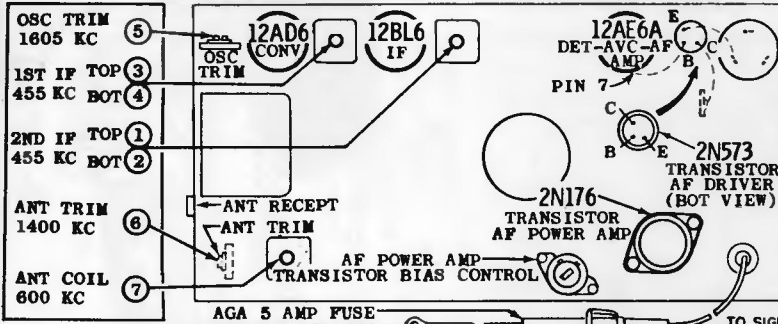 OSC TRIM
1605 KC
5
1ST IF TOP 3
455 KC BOT 4
2ND IF TOP 1
455 KC BOT 2
ANT TRIM
1400 KC
6
ANT COIL
600 KC
7
OSC
TRIM
12AD6
CONV
12BL6
IF
12AE6A
DET-AVC-AF
AMP
E
C
B
PIN 7
C
B
E
2N573
TRANSISTOR
AF DRIVER
(BOT VIEW)
2N176
TRANSISTOR
AF POWER AMP
ANT RECEPT
ANT TRIM
AF POWER AMP
TRANSISTOR BIAS CONTROL
AGA 5 AMP FUSE
TO SIG